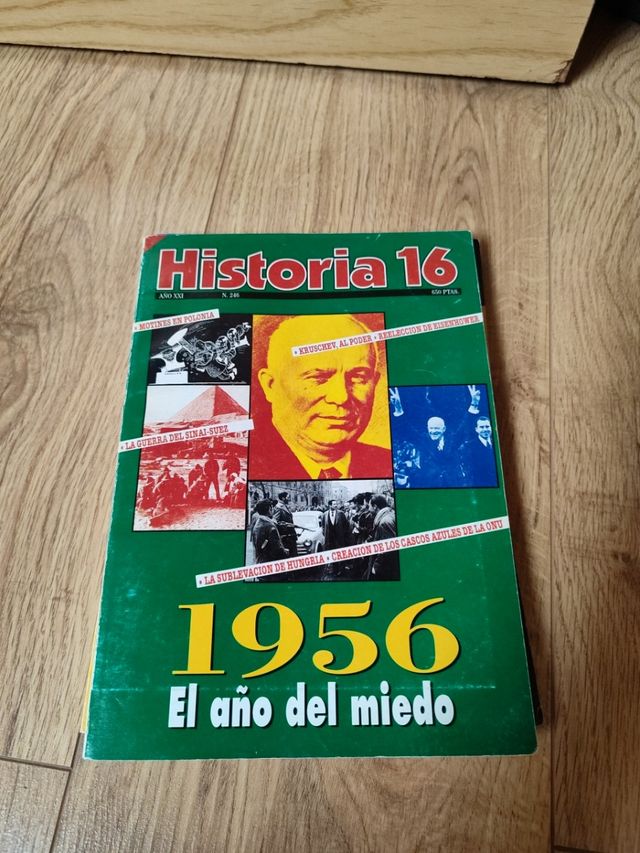 Historia 16
AÑO XXI N. 246 650 PTAS.
• MOTINES EN POLONIA
• KRUSCHEV, AL PODER • REELECCION DE EISENHOWER
• LA GUERRA DEL SINAI-SUEZ
• LA SUBLEVACION DE HUNGRIA • CREACION DE LOS CASCOS AZULES DE LA ONU
1956
El año del miedo